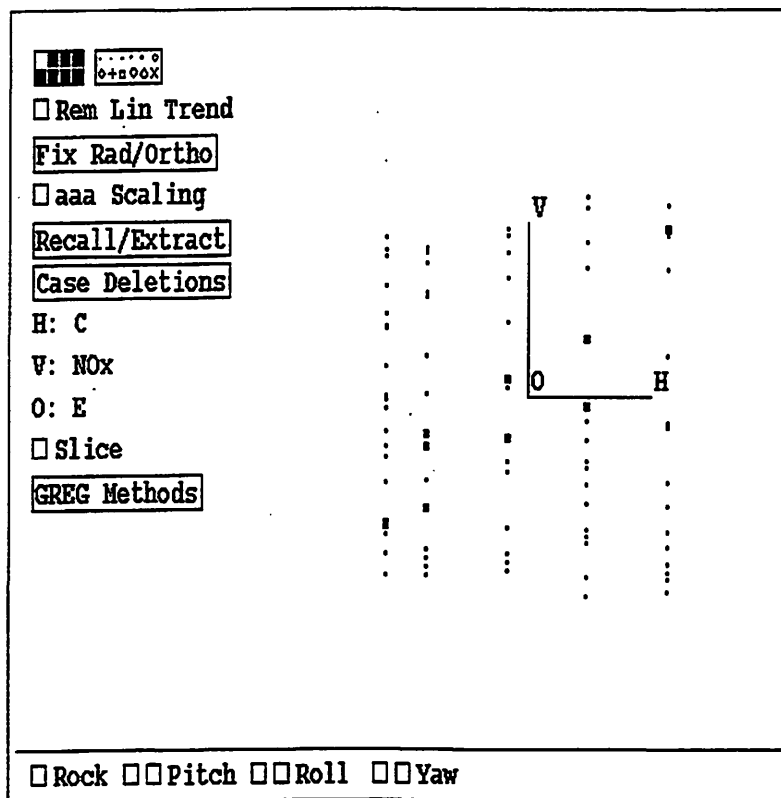 Rem Lin Trend
Fix Rad/Ortho
aaa Scaling
Recall/Extract
Case Deletions
H: C
V: NOx
O: E
Slice
GREG Methods
V
O H
Rock Pitch Roll Yaw